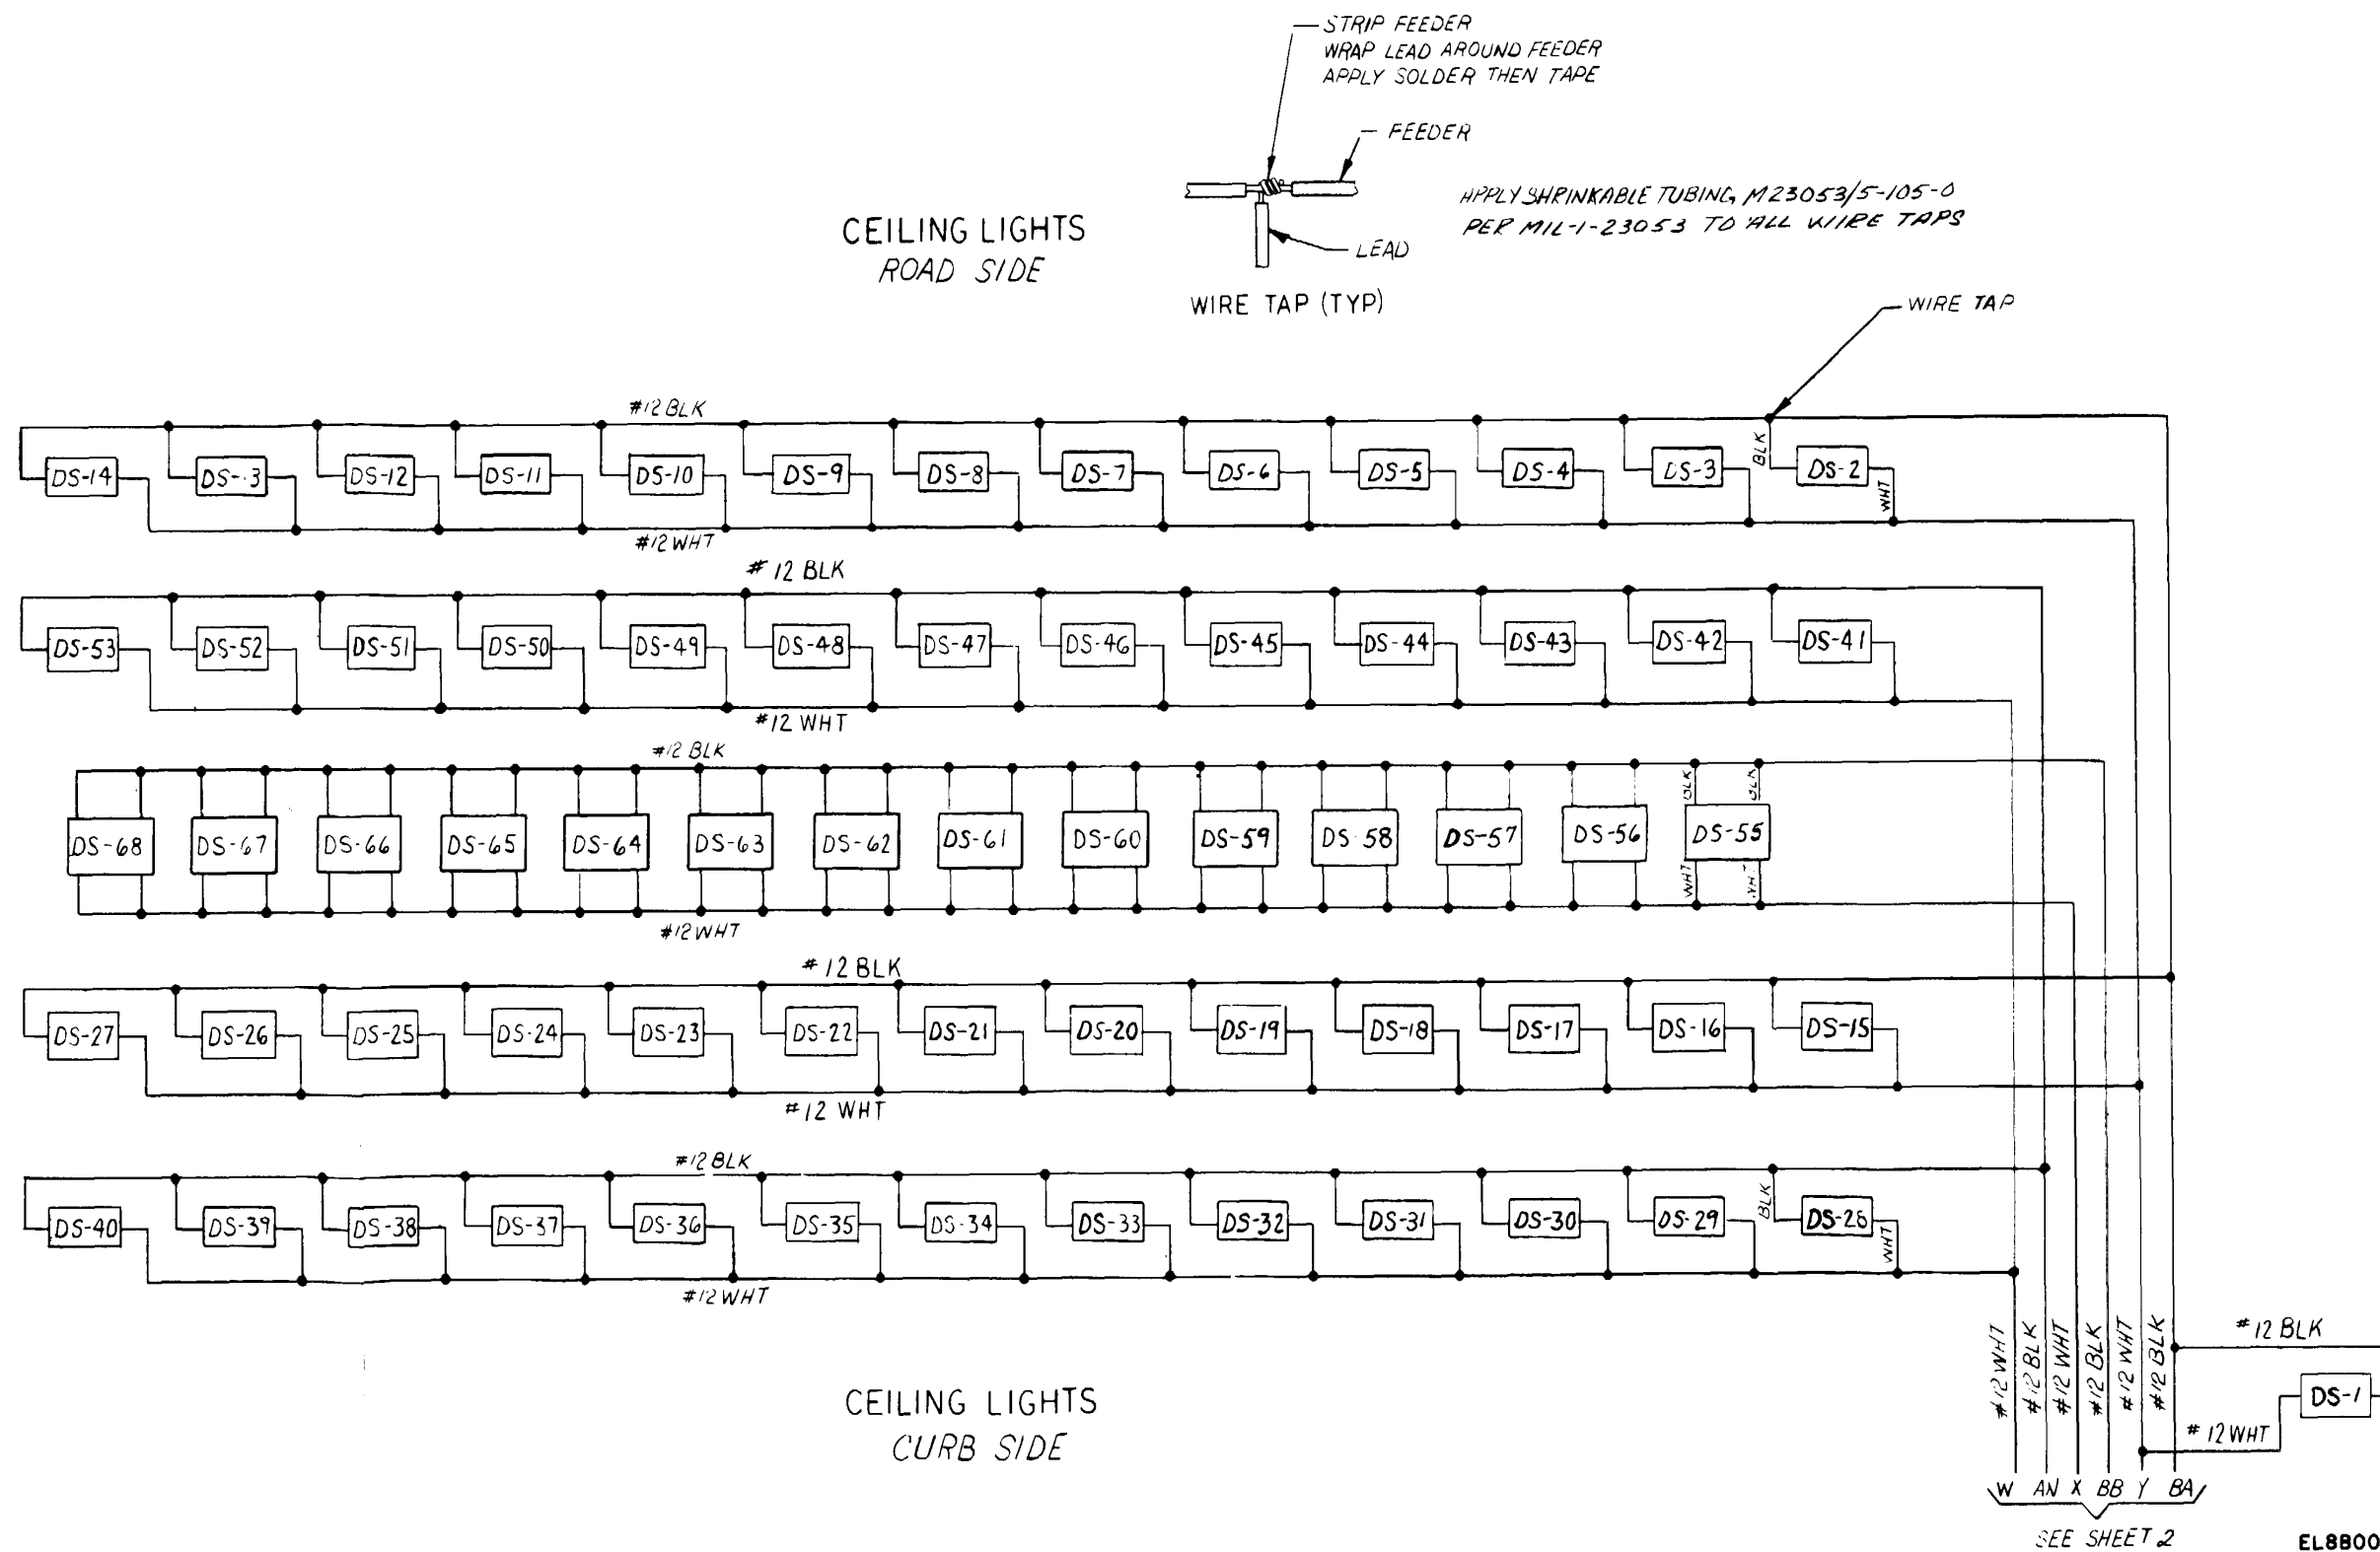 STRIP FEEDER
WRAP LEAD AROUND FEEDER
APPLY SOLDER THEN TAPE
FEEDER
APPLY SHRINKABLE TUBING, M23053/5-105-0
PER MIL-I-23053 TO ALL WIRE TAPS
LEAD
CEILING LIGHTS
ROAD SIDE
WIRE TAP (TYP)
WIRE TAP
#12 BLK
BLK
DS-14 DS-13 DS-12 DS-11 DS-10 DS-9 DS-8 DS-7 DS-6 DS-5 DS-4 DS-3 DS-2
WHT
#12 WHT
#12 BLK
DS-53 DS-52 DS-51 DS-50 DS-49 DS-48 DS-47 DS-46 DS-45 DS-44 DS-43 DS-42 DS-41
#12 WHT
#12 BLK
BLK BLK
DS-68 DS-67 DS-66 DS-65 DS-64 DS-63 DS-62 DS-61 DS-60 DS-59 DS-58 DS-57 DS-56 DS-55
WHT WHT
#12 WHT
#12 BLK
DS-27 DS-26 DS-25 DS-24 DS-23 DS-22 DS-21 DS-20 DS-19 DS-18 DS-17 DS-16 DS-15
#12 WHT
#12 BLK
BLK
DS-40 DS-39 DS-38 DS-37 DS-36 DS-35 DS-34 DS-33 DS-32 DS-31 DS-30 DS-29 DS-28
WHT
#12 WHT
#12 WHT #12 BLK #12 WHT #12 BLK #12 WHT #12 BLK
#12 BLK
DS-1
#12 WHT
CEILING LIGHTS
CURB SIDE
W AN X BB Y BA
SEE SHEET 2
EL8B00